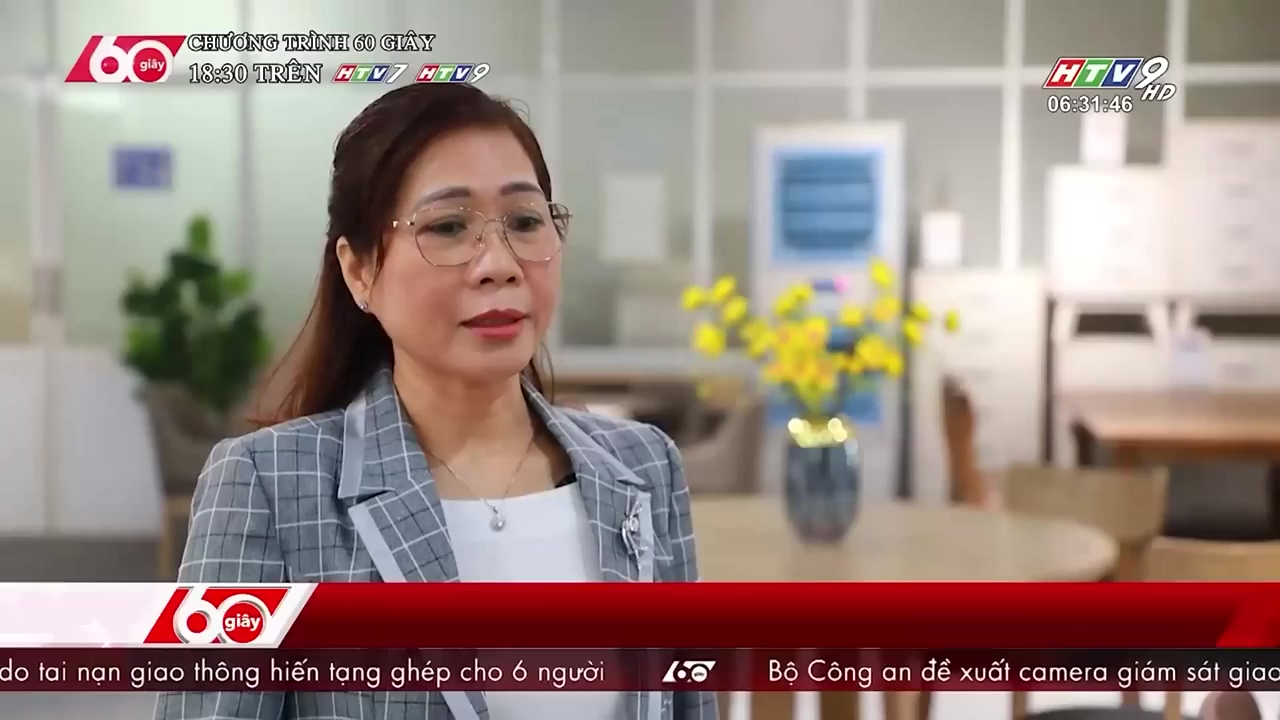 60 giây
CHƯƠNG TRÌNH 60 GIÂY
18:30 TRÊN HTV7 HTV9
HTV9 HD
06:31:46
60 giây
do tai nạn giao thông hiến tạng ghép cho 6 người
60 giây
Bộ Công an đề xuất camera giám sát giao